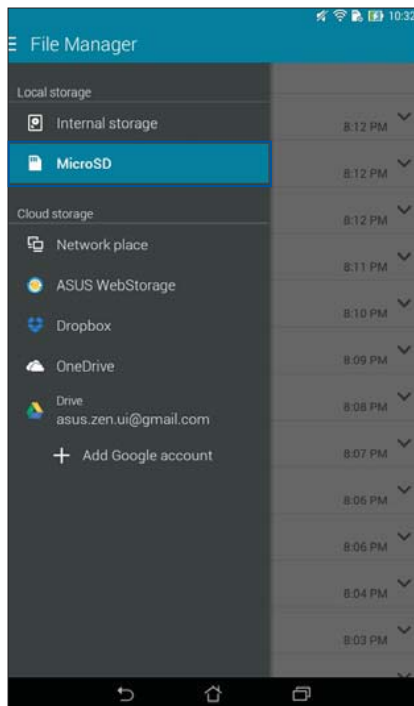 10:32
File Manager
Local storage
Internal storage
MicroSD
Cloud storage
Network place
ASUS WebStorage
Dropbox
OneDrive
Drive
asus.zen.ui@gmail.com
Add Google account
8:12 PM
8:12 PM
8:12 PM
8:11 PM
8:10 PM
8:09 PM
8:08 PM
8:07 PM
8:06 PM
8:06 PM
8:04 PM
8:03 PM